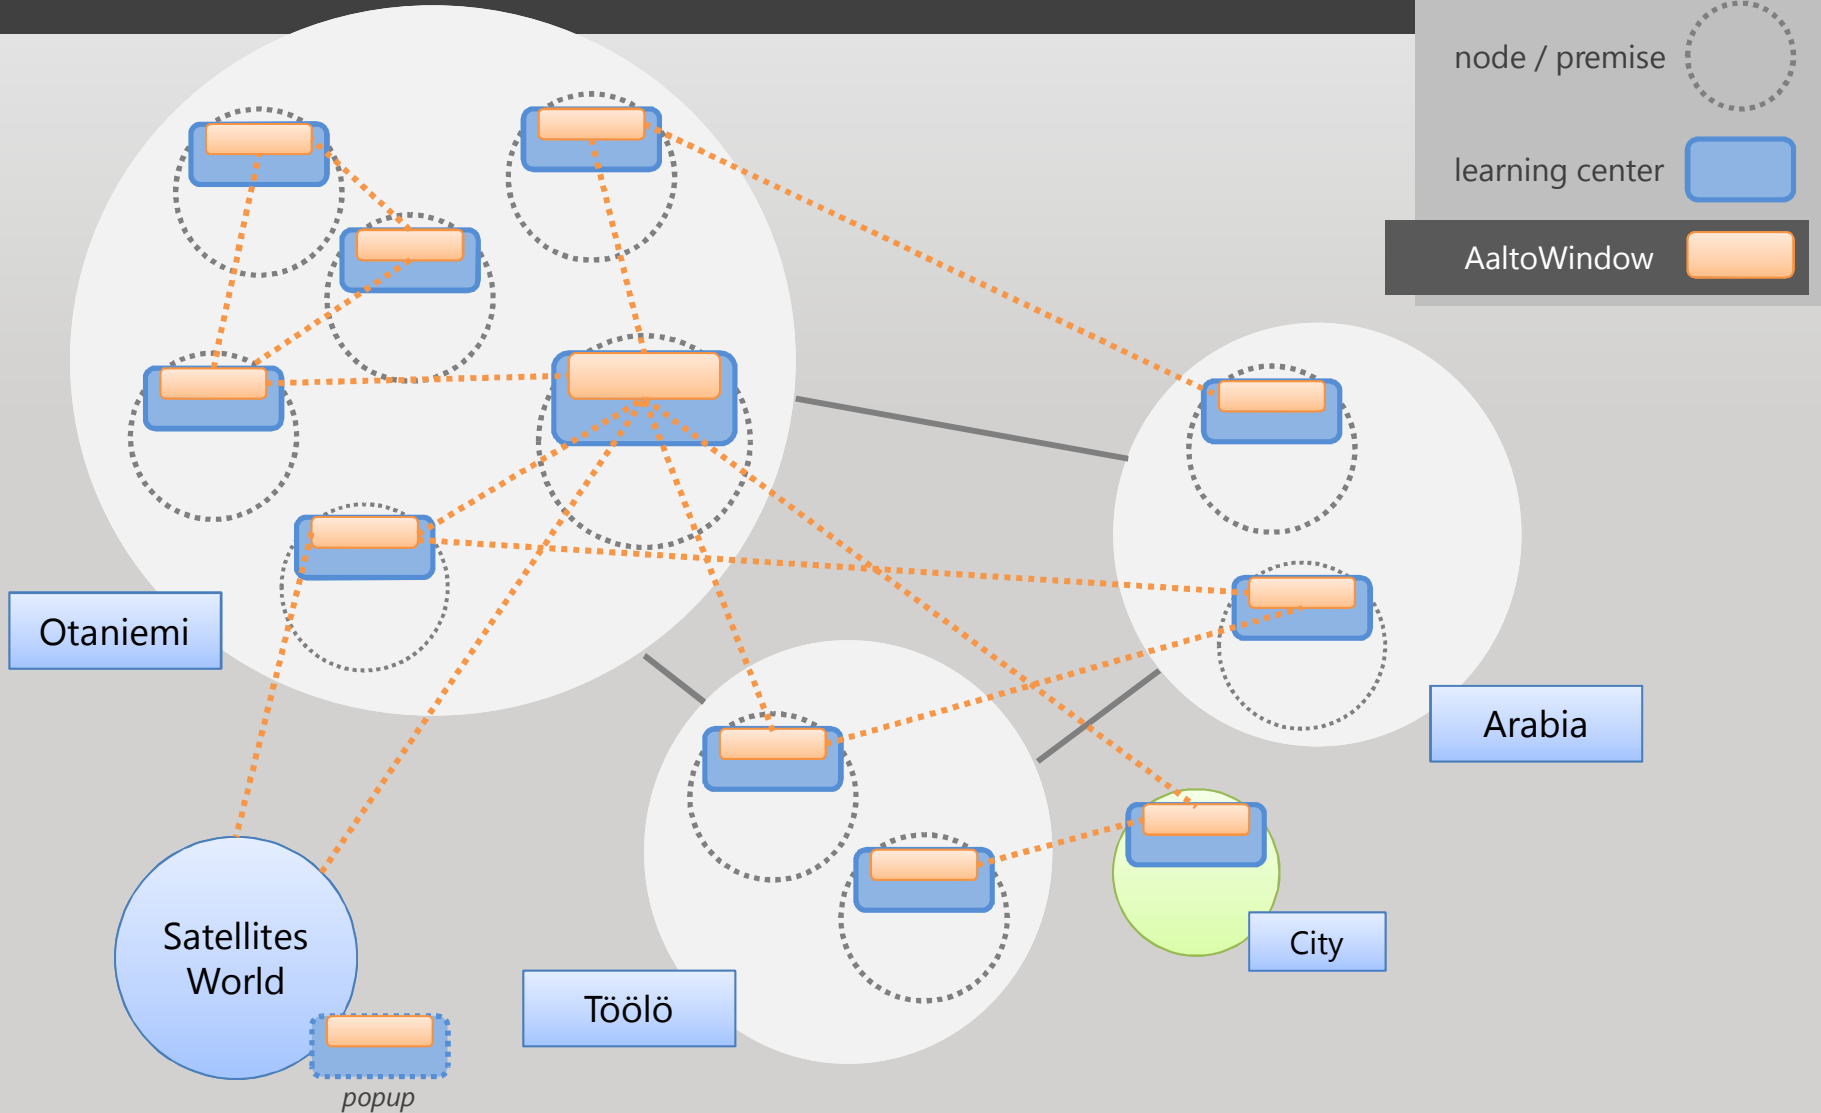 node / premise
learning center
AaltoWindow
Otaniemi
Arabia
Satellites
World
City
Töölö
popup